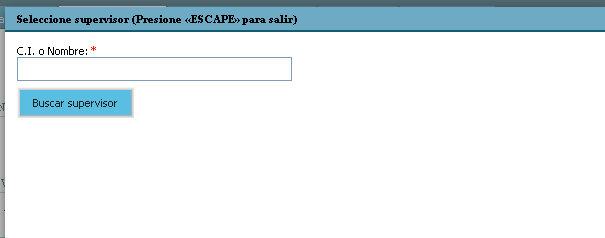 Seleccione supervisor (Presione «ESCAPE» para salir)
C.I. o Nombre: *
Buscar supervisor